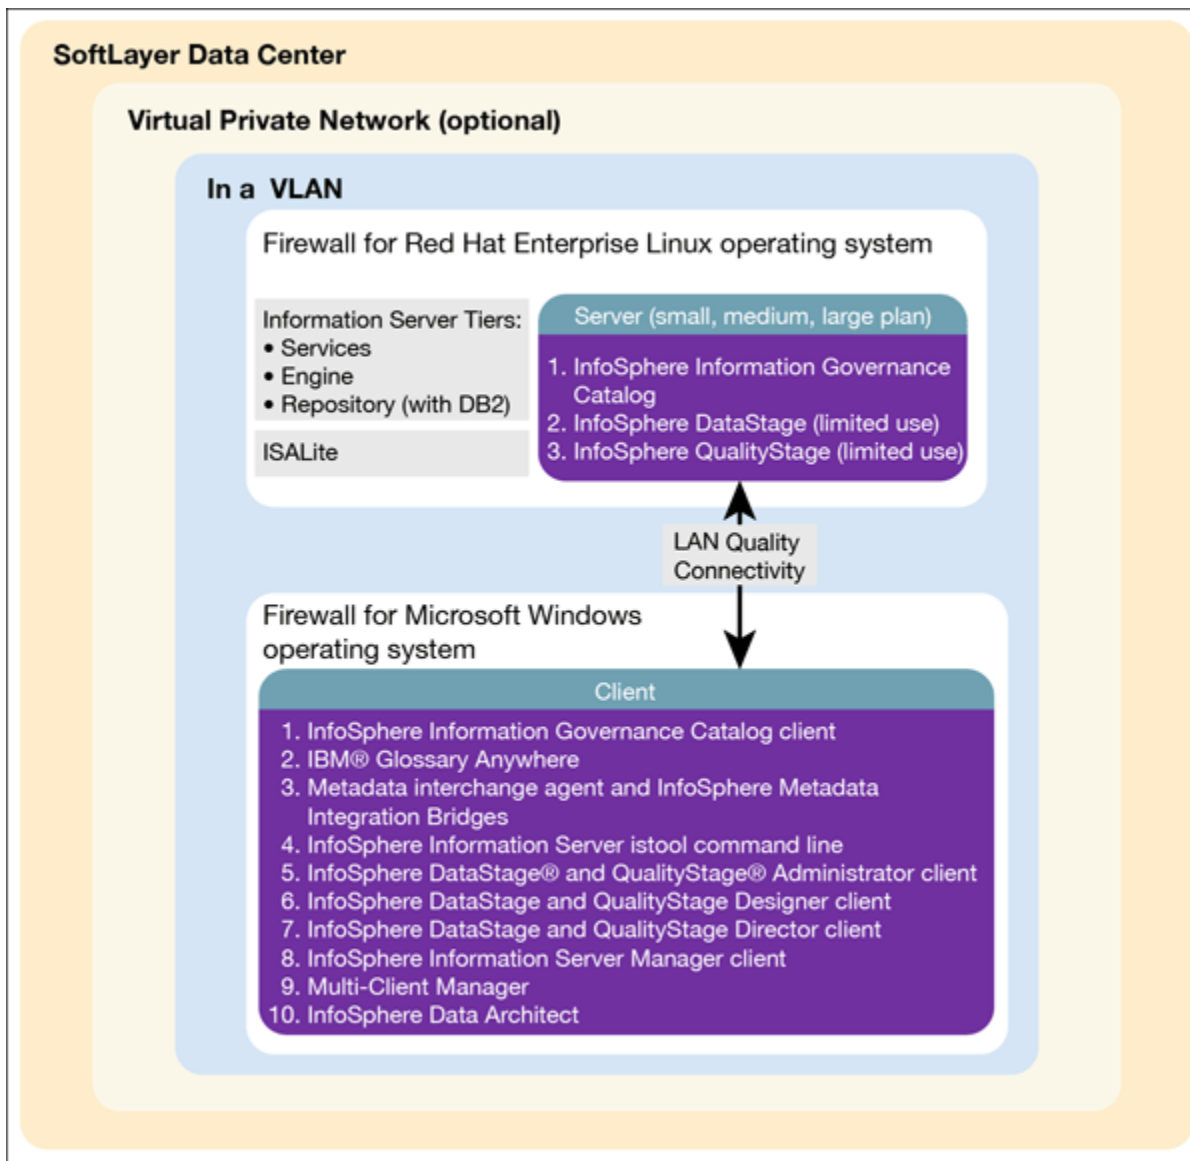 SoftLayer Data Center
Virtual Private Network (optional)
In a VLAN
Firewall for Red Hat Enterprise Linux operating system
Information Server Tiers:
• Services
• Engine
• Repository (with DB2)
ISALite
Server (small, medium, large plan)
1. InfoSphere Information Governance
Catalog
2. InfoSphere DataStage (limited use)
3. InfoSphere QualityStage (limited use)
LAN Quality
Connectivity
Firewall for Microsoft Windows
operating system
Client
1. InfoSphere Information Governance Catalog client
2. IBM® Glossary Anywhere
3. Metadata interchange agent and InfoSphere Metadata
Integration Bridges
4. InfoSphere Information Server istool command line
5. InfoSphere DataStage® and QualityStage® Administrator client
6. InfoSphere DataStage and QualityStage Designer client
7. InfoSphere DataStage and QualityStage Director client
8. InfoSphere Information Server Manager client
9. Multi-Client Manager
10. InfoSphere Data Architect